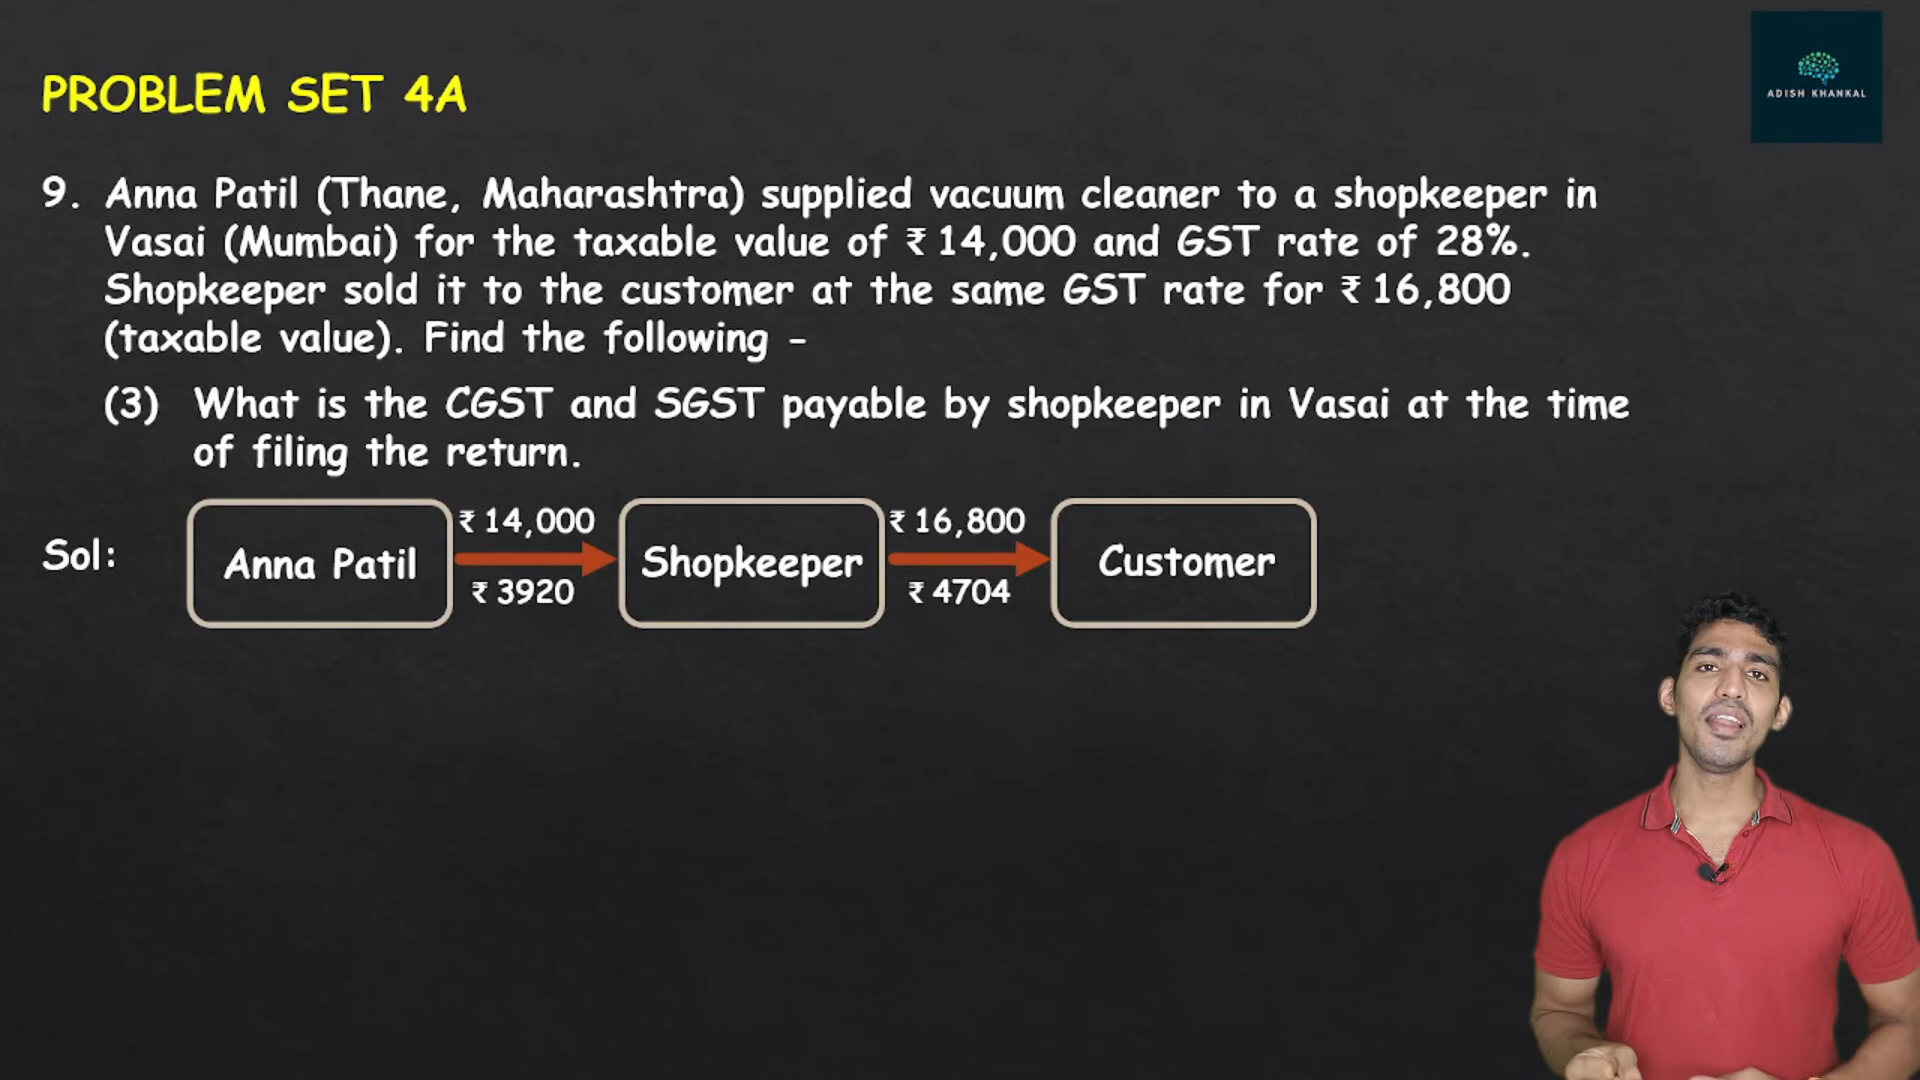 ADISH KHANKAL
PROBLEM SET 4A
9. Anna Patil (Thane, Maharashtra) supplied vacuum cleaner to a shopkeeper in
Vasai (Mumbai) for the taxable value of ₹ 14,000 and GST rate of 28%.
Shopkeeper sold it to the customer at the same GST rate for ₹ 16,800
(taxable value). Find the following -
(3) What is the CGST and SGST payable by shopkeeper in Vasai at the time
of filing the return.
Sol:
Anna Patil
₹ 14,000
₹ 3920
Shopkeeper
₹ 16,800
₹ 4704
Customer